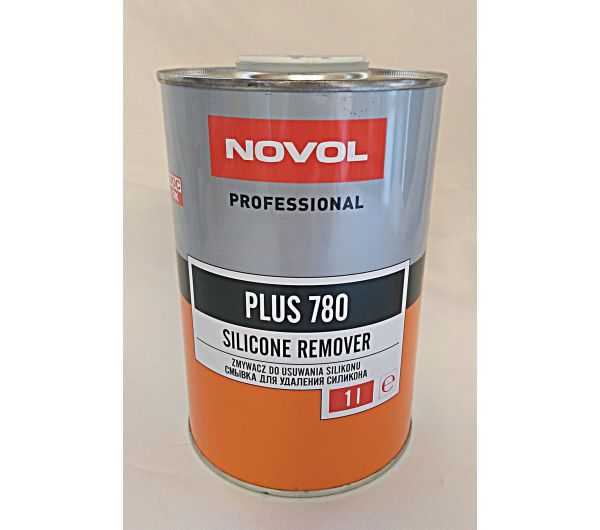 NOVOL
PROFESSIONAL
PLUS 780
SILICONE REMOVER
ZMYWACZ DO USUWANIA SILIKONU
СМЫВКА ДЛЯ УДАЛЕНИЯ СИЛИКОНА
1 l
℮